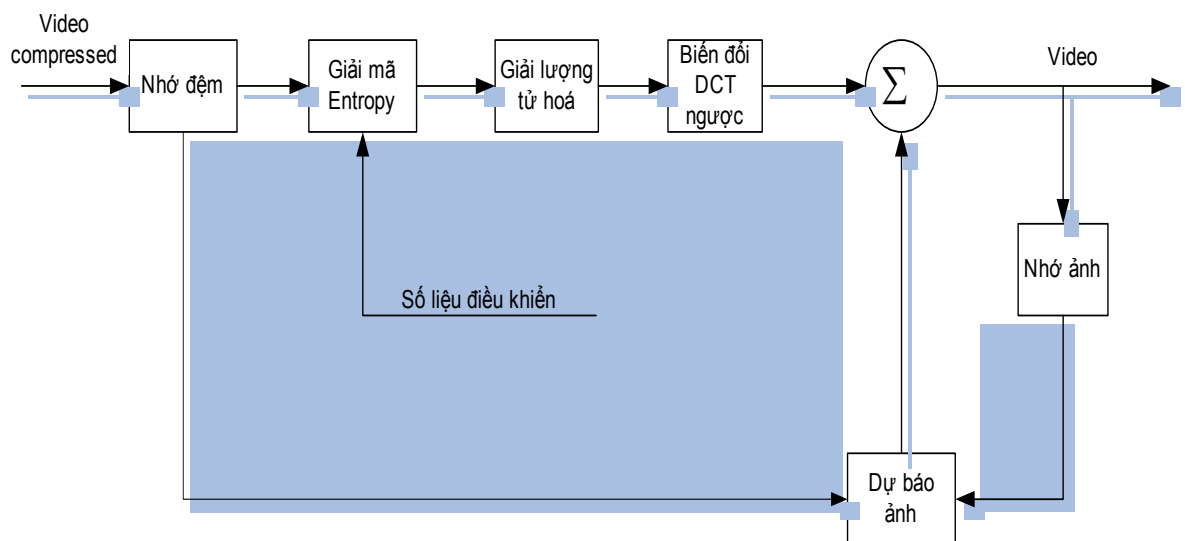 Video
compressed
Nhớ đệm
Giải mã
Entropy
Giải lượng
tử hoá
Biến đổi
DCT
ngược
∑
Video
Nhớ ảnh
Số liệu điều khiển
Dự báo
ảnh